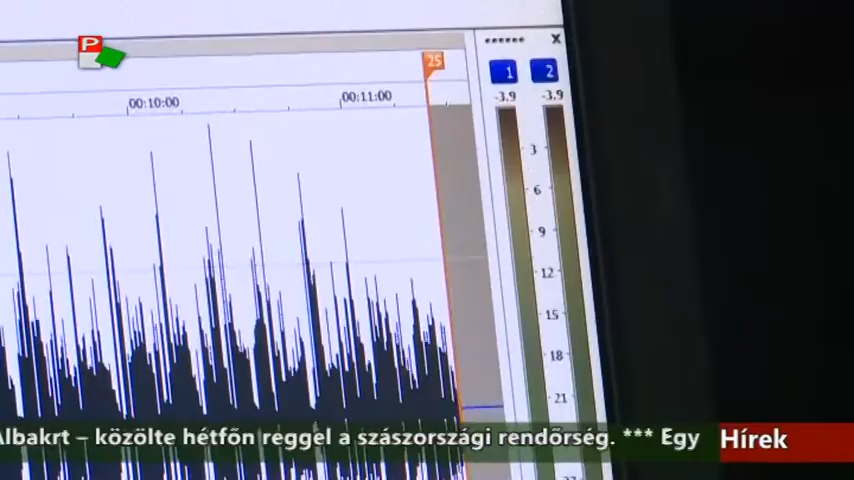 P
x
25
1 2
00:10:00 00:11:00
-3.9 -3.9
3
6
9
12
15
18
21
Albakrt – közölte hétfőn reggel a szászországi rendőrség. *** Egy
Hírek